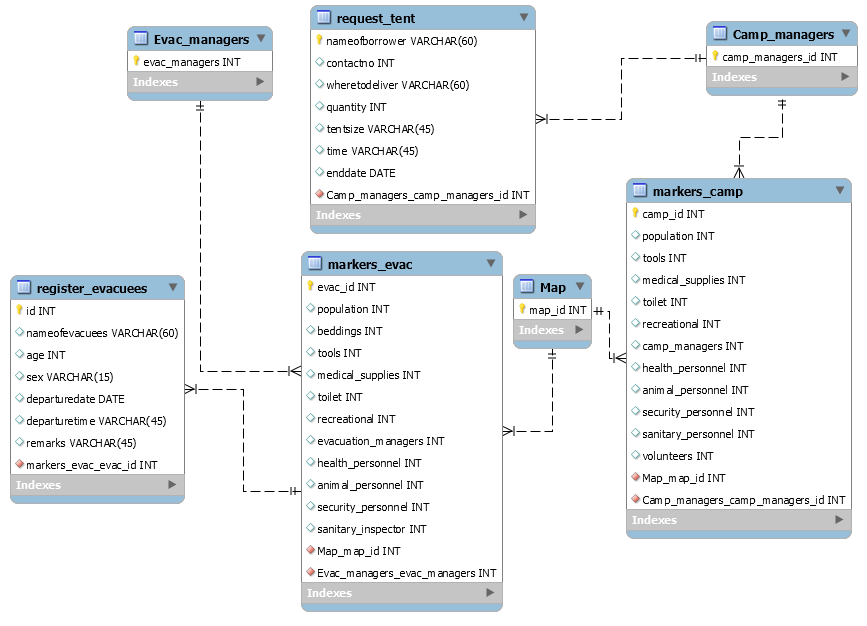 Evac_managers
evac_managers INT
Indexes
request_tent
nameofborrower VARCHAR(60)
contactno INT
wheretodeliver VARCHAR(60)
quantity INT
tentsize VARCHAR(45)
time VARCHAR(45)
enddate DATE
Camp_managers_camp_managers_id INT
Indexes
Camp_managers
camp_managers_id INT
Indexes
register_evacuees
id INT
nameofevacuees VARCHAR(60)
age INT
sex VARCHAR(15)
departuredate DATE
departuretime VARCHAR(45)
remarks VARCHAR(45)
markers_evac_evac_id INT
Indexes
markers_evac
evac_id INT
population INT
beddings INT
tools INT
medical_supplies INT
toilet INT
recreational INT
evacuation_managers INT
health_personnel INT
animal_personnel INT
security_personnel INT
sanitary_inspector INT
Map_map_id INT
Evac_managers_evac_managers INT
Indexes
Map
map_id INT
Indexes
markers_camp
camp_id INT
population INT
tools INT
medical_supplies INT
toilet INT
recreational INT
camp_managers INT
health_personnel INT
animal_personnel INT
security_personnel INT
sanitary_personnel INT
volunteers INT
Map_map_id INT
Camp_managers_camp_managers_id INT
Indexes